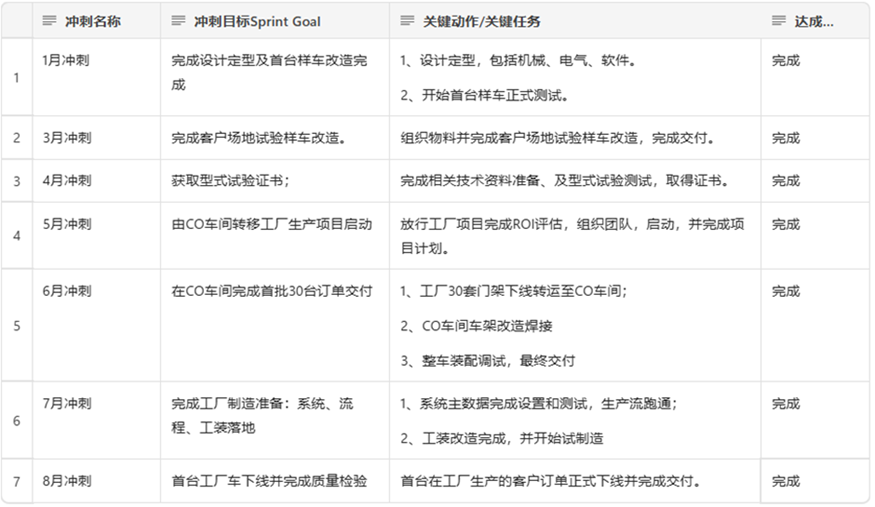 冲刺名称
冲刺目标Sprint Goal
关键动作/关键任务
达成...
1
1月冲刺
完成设计定型及首台样车改造完
成
1、设计定型，包括机械、电气、软件。
2、开始首台样车正式测试。
完成
2
3月冲刺
完成客户场地试验样车改造。
组织物料并完成客户场地试验样车改造，完成交付。
完成
3
4月冲刺
获取型式试验证书；
完成相关技术资料准备、及型式试验测试，取得证书。
完成
4
5月冲刺
由CO车间转移工厂生产项目启动
放行工厂项目完成ROI评估，组织团队，启动，并完成项
目计划。
完成
5
6月冲刺
在CO车间完成首批30台订单交付
1、工厂30套门架下线转运至CO车间；
2、CO车间车架改造焊接
3、整车装配调试，最终交付
完成
6
7月冲刺
完成工厂制造准备：系统、流
程、工装落地
1、系统主数据完成设置和测试，生产流跑通；
2、工装改造完成，并开始试制造
完成
7
8月冲刺
首台工厂车下线并完成质量检验
首台在工厂生产的客户订单正式下线并完成交付。
完成